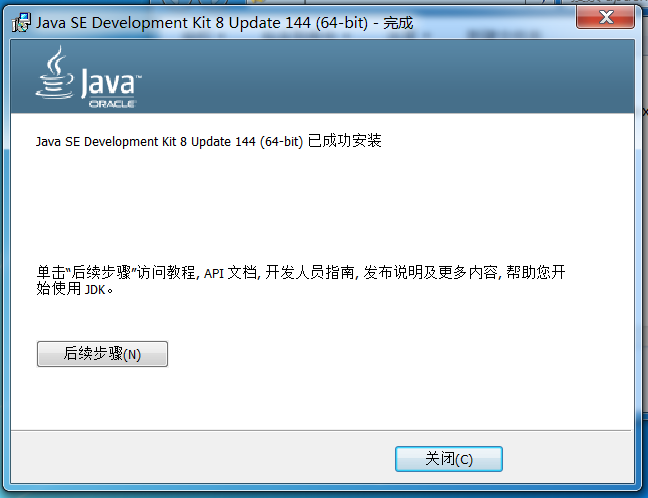 Java SE Development Kit 8 Update 144 (64-bit) - 完成
Java™
ORACLE
Java SE Development Kit 8 Update 144 (64-bit) 已成功安装
单击“后续步骤”访问教程, API 文档, 开发人员指南, 发布说明及更多内容, 帮助您开
始使用 JDK。
后续步骤(N)
关闭(C)